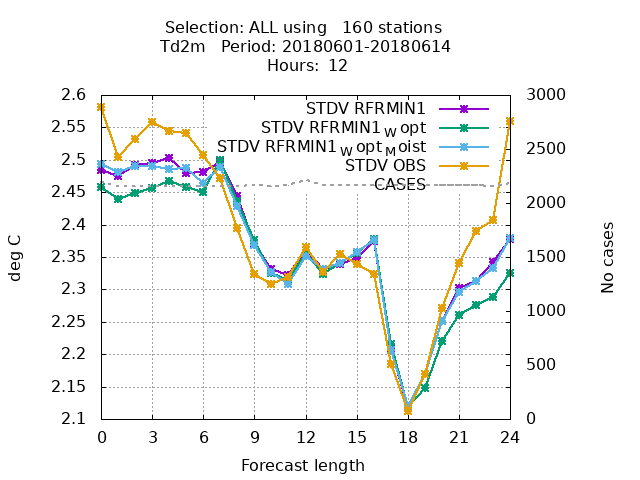 Selection: ALL using   160 stations
Td2m   Period: 20180601-20180614
Hours:  12
STDV RFRMIN1
STDV RFRMIN1_W opt
STDV RFRMIN1_W opt_M oist
STDV OBS
CASES
2.6
2.55
2.5
2.45
2.4
2.35
2.3
2.25
2.2
2.15
2.1
deg C
3000
2500
2000
1500
1000
500
0
No cases
0 3 6 9 12 15 18 21 24
Forecast length